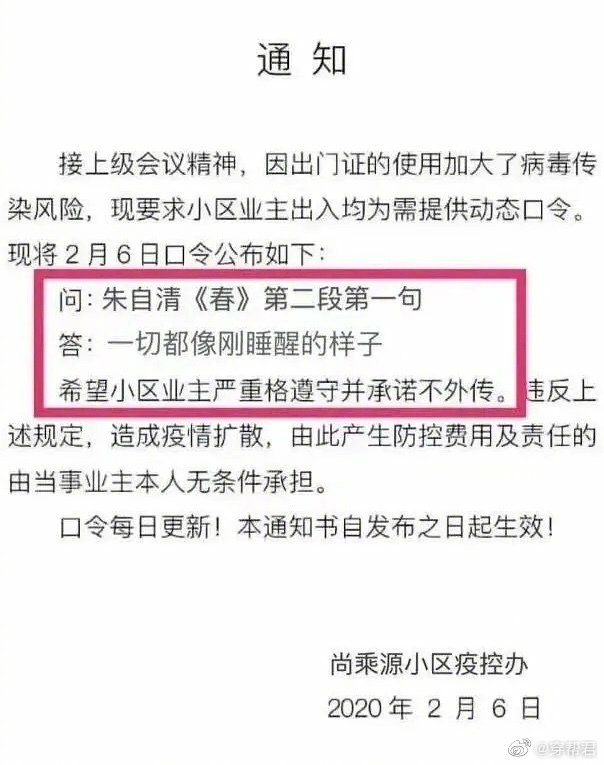 通 知
接上级会议精神，因出门证的使用加大了病毒传
染风险，现要求小区业主出入均为需提供动态口令。
现将2月6日口令公布如下：
问：朱自清《春》第二段第一句
答：一切都像刚睡醒的样子
希望小区业主严重格遵守并承诺不外传。违反上
述规定，造成疫情扩散，由此产生防控费用及责任的
由当事业主本人无条件承担。
口令每日更新！本通知书自发布之日起生效！
尚乘源小区疫控办
2020年 2 月 6 日
@穿帮君